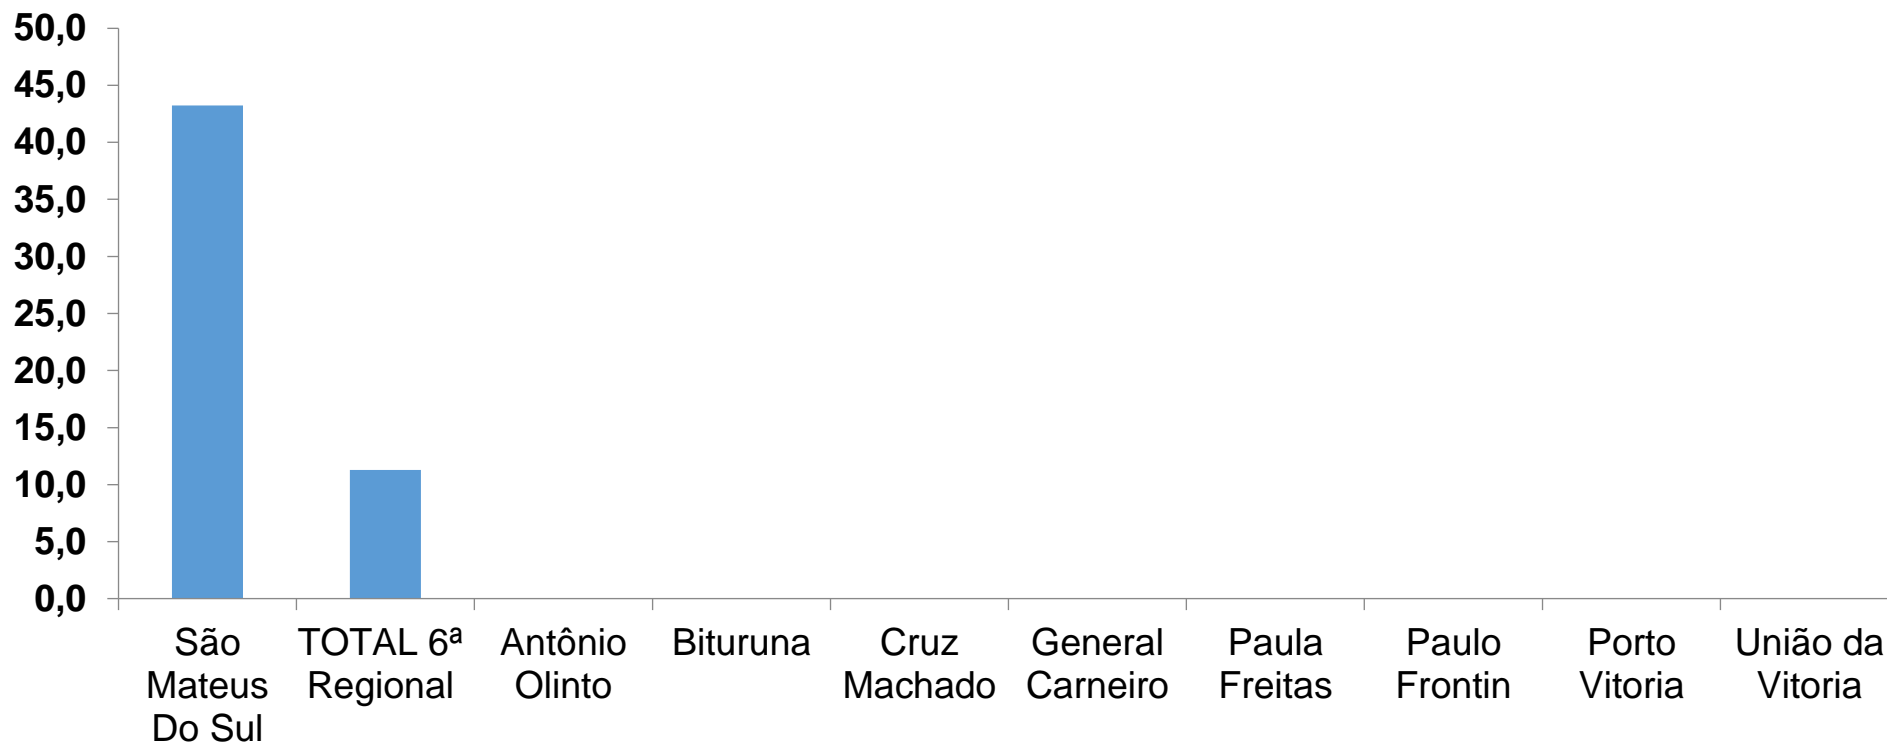 50,0
45,0
40,0
35,0
30,0
25,0
20,0
15,0
10,0
5,0
0,0
São
Mateus
Do Sul
TOTAL 6ª
Regional
Antônio
Olinto
Bituruna
Cruz
Machado
General
Carneiro
Paula
Freitas
Paulo
Frontin
Porto
Vitoria
União da
Vitoria